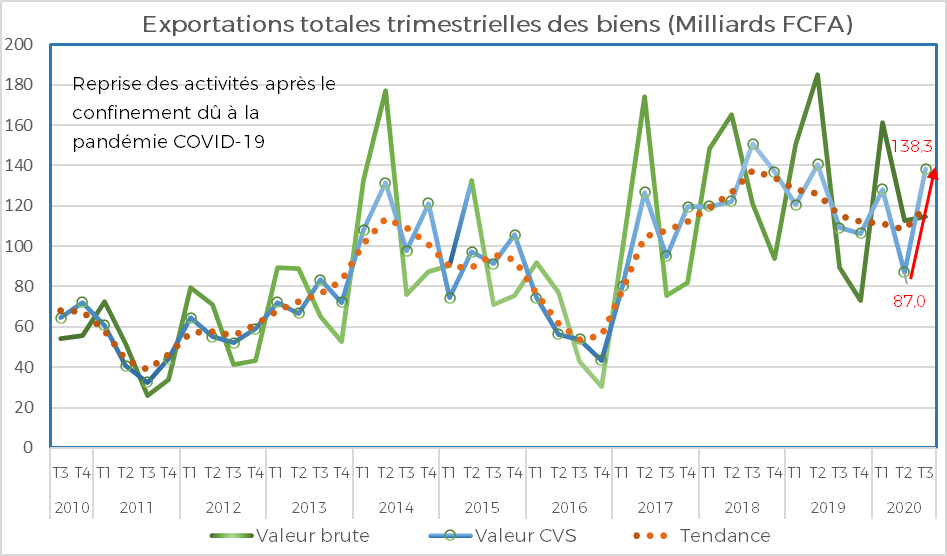 Exportations totales trimestrielles des biens (Milliards FCFA)
200
180
160
140
120
100
80
60
40
20
0
Reprise des activités après le
confinement dû à la
pandémie COVID-19
138,3
87,0
T3 T4 T1 T2 T3 T4 T1 T2 T3 T4 T1 T2 T3 T4 T1 T2 T3 T4 T1 T2 T3 T4 T1 T2 T3 T4 T1 T2 T3 T4 T1 T2 T3 T4 T1 T2 T3 T4 T1 T2 T3
2010 2011 2012 2013 2014 2015 2016 2017 2018 2019 2020
Valeur brute Valeur CVS Tendance